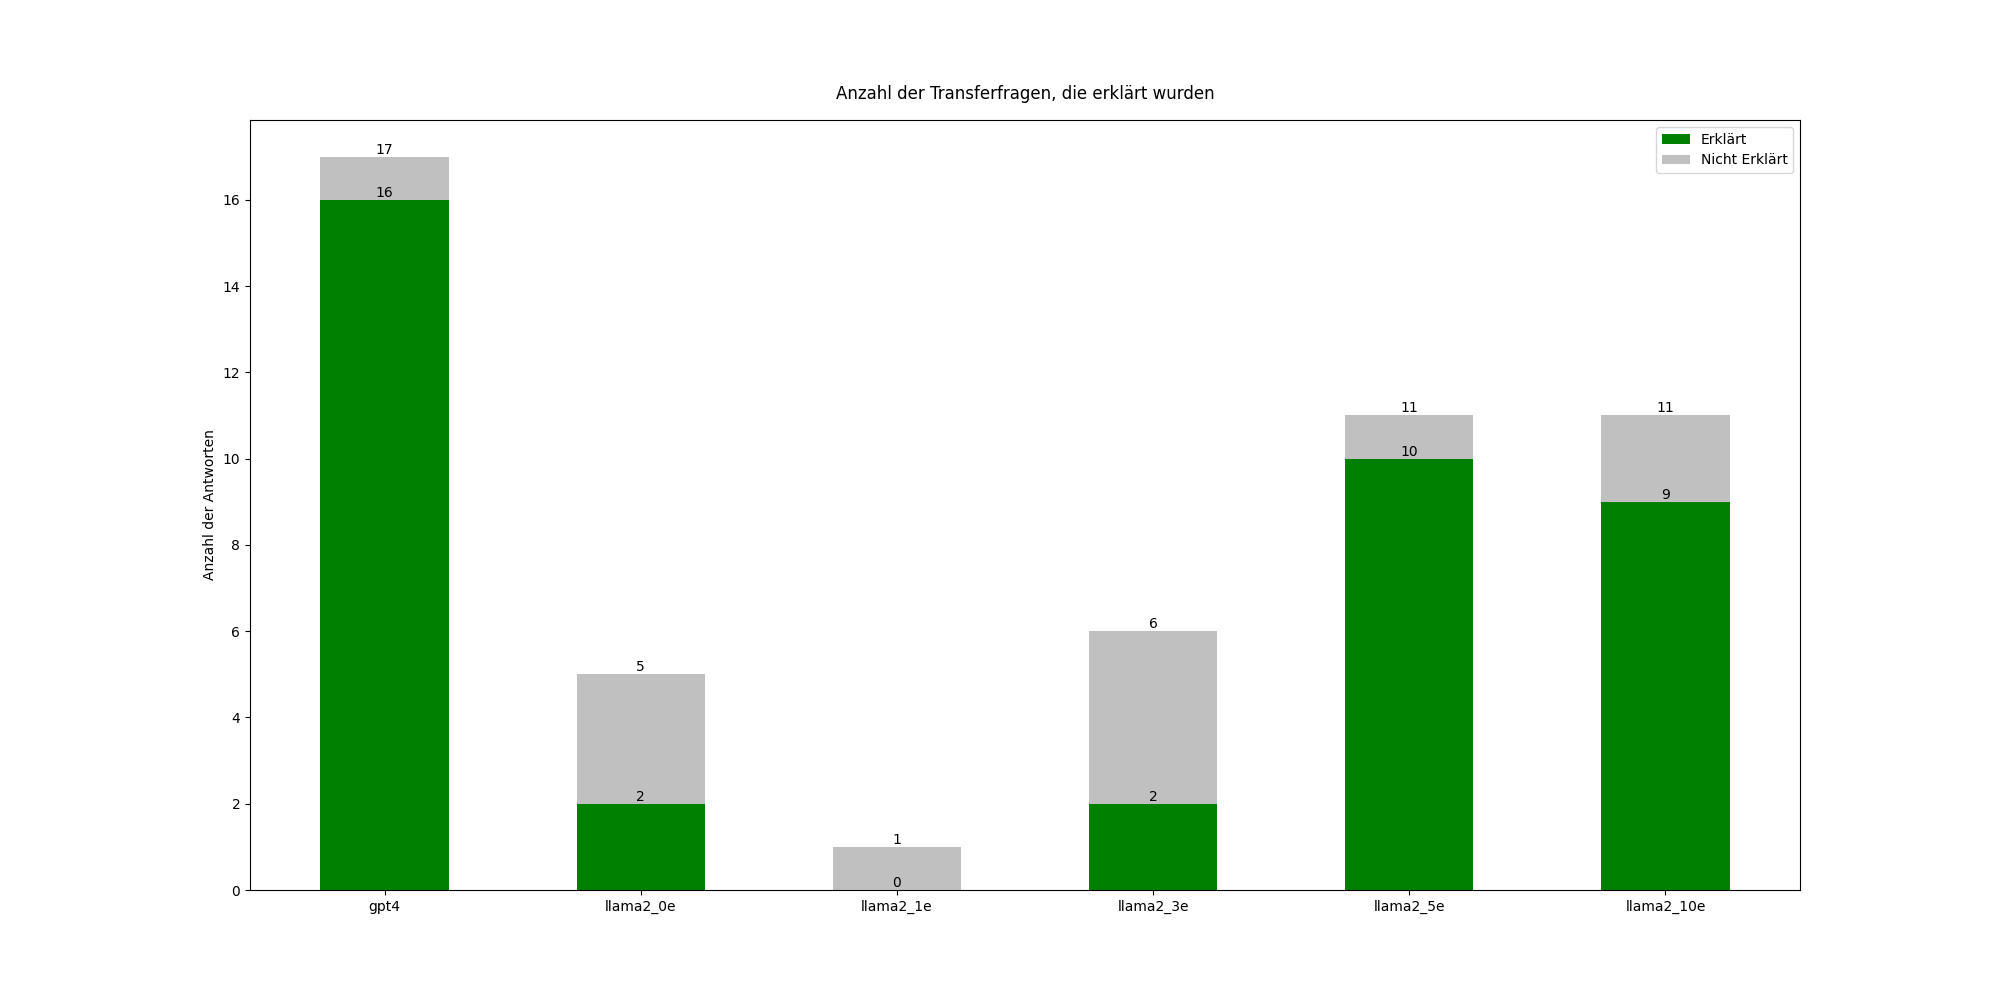 Anzahl der Transferfragen, die erklärt wurden
Erklärt
Nicht Erklärt
Anzahl der Antworten
16
14
12
10
8
6
4
2
0
17
16
5
2
1
0
6
2
11
10
11
9
gpt4
llama2_0e
llama2_1e
llama2_3e
llama2_5e
llama2_10e